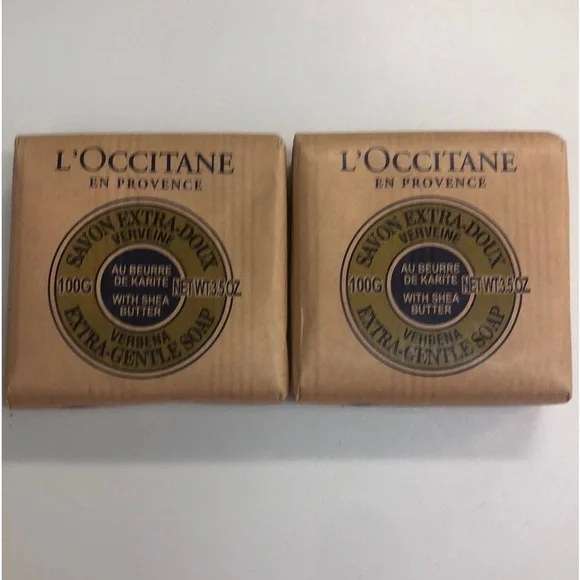 L'OCCITANE
EN PROVENCE
SAVON EXTRA-DOUX
VERVEINE
AU BEURRE
DE KARITE
100G
NET WT.3.5 OZ.
WITH SHEA
BUTTER
VERBENA
EXTRA-GENTLE SOAP
L'OCCITANE
EN PROVENCE
SAVON EXTRA-DOUX
VERVEINE
AU BEURRE
DE KARITE
100G
NET WT.3.5 OZ.
WITH SHEA
BUTTER
VERBENA
EXTRA-GENTLE SOAP